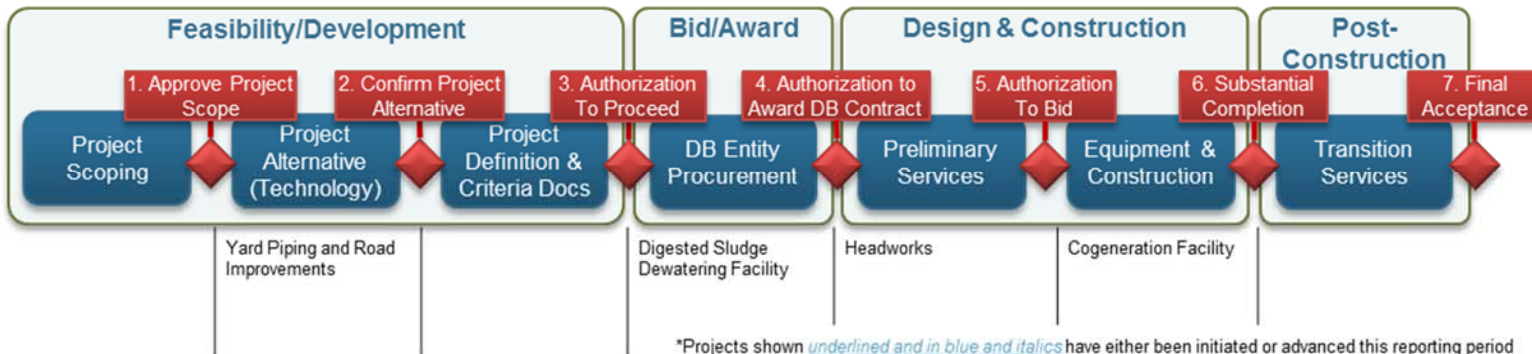 Feasibility/Development
Bid/Award
Design & Construction
Post-
Construction
1. Approve Project
Scope
2. Confirm Project
Alternative
3. Authorization
To Proceed
4. Authorization to
Award DB Contract
5. Authorization
To Bid
6. Substantial
Completion
7. Final
Acceptance
Project
Scoping
Project
Alternative
(Technology)
Project
Definition &
Criteria Docs
DB Entity
Procurement
Preliminary
Services
Equipment &
Construction
Transition
Services
Yard Piping and Road
Improvements
Digested Sludge
Dewatering Facility
Headworks
Cogeneration Facility
*Projects shown underlined and in blue and italics have either been initiated or advanced this reporting period